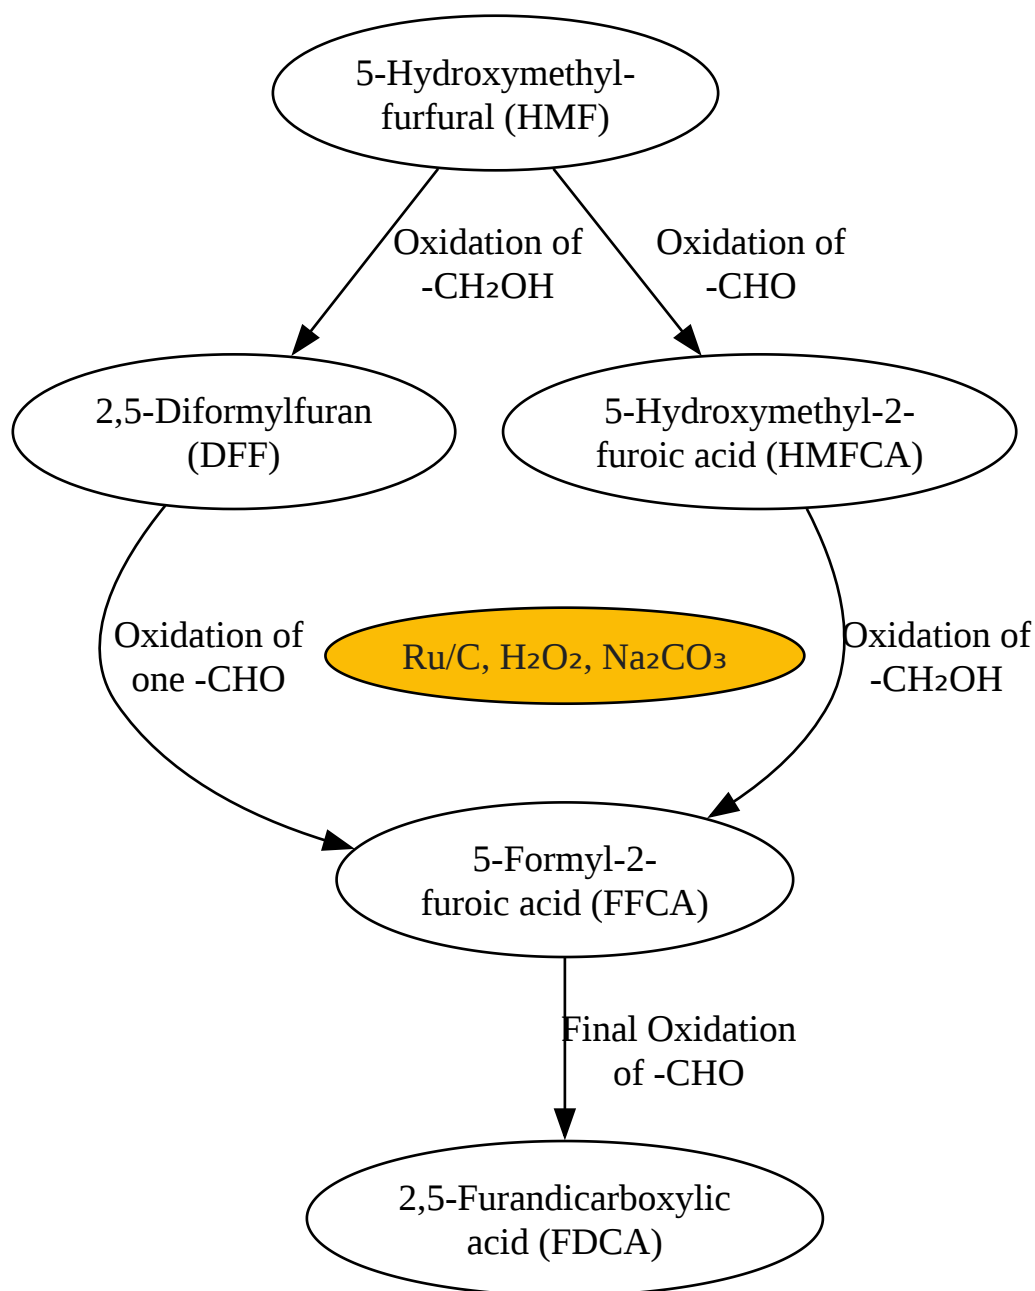 5-Hydroxymethyl-
furfural (HMF)
Oxidation of
-CH₂OH
Oxidation of
-CHO
2,5-Diformylfuran
(DFF)
5-Hydroxymethyl-2-
furoic acid (HMFCA)
Oxidation of
one -CHO
Ru/C, H₂O₂, Na₂CO₃
Oxidation of
-CH₂OH
5-Formyl-2-
furoic acid (FFCA)
Final Oxidation
of -CHO
2,5-Furandicarboxylic
acid (FDCA)